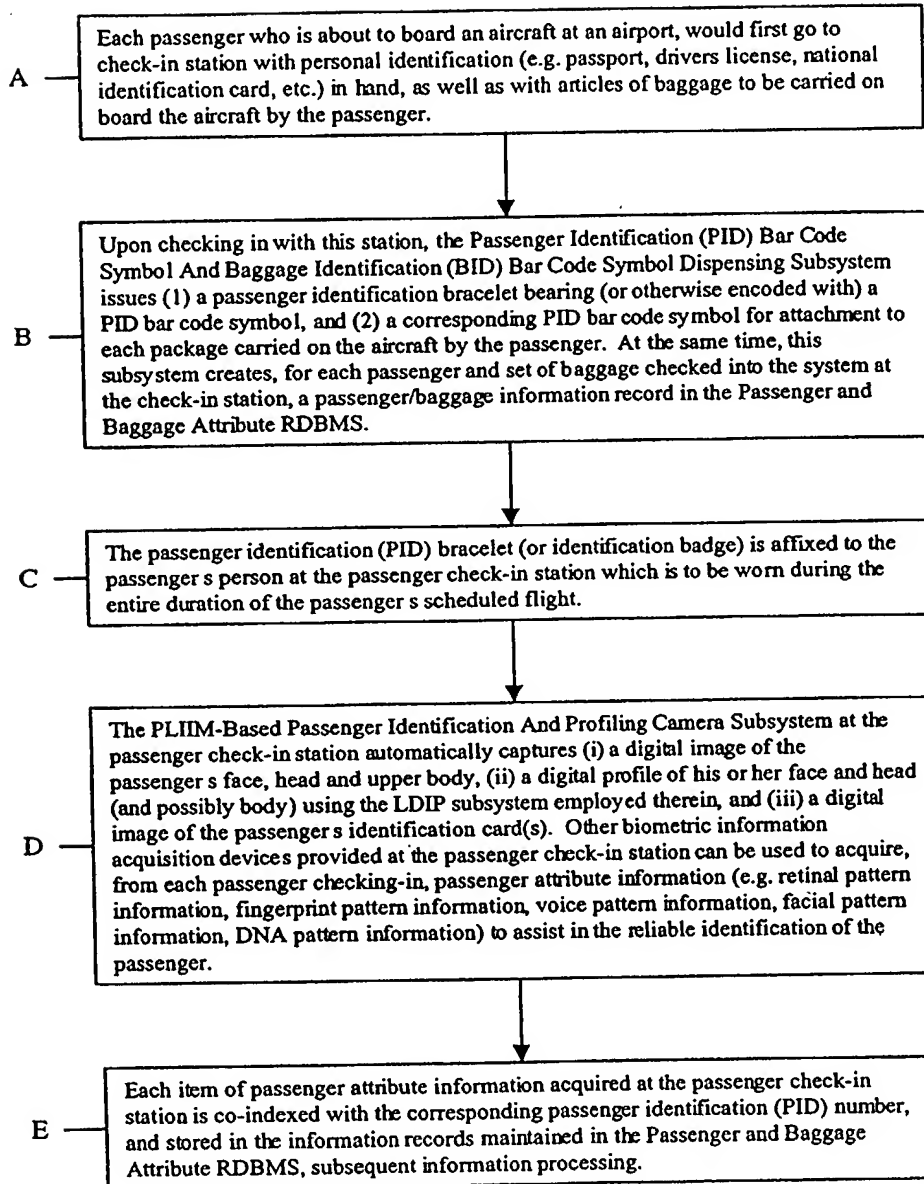 Each passenger who is about to board an aircraft at an airport, would first go to
check-in station with personal identification (e.g. passport, drivers license, national
identification card, etc.) in hand, as well as with articles of baggage to be carried on
board the aircraft by the passenger.
A
Upon checking in with this station, the Passenger Identification (PID) Bar Code
Symbol And Baggage Identification (BID) Bar Code Symbol Dispensing Subsystem
issues (1) a passenger identification bracelet bearing (or otherwise encoded with) a
PID bar code symbol, and (2) a corresponding PID bar code symbol for attachment to
each package carried on the aircraft by the passenger. At the same time, this
subsystem creates, for each passenger and set of baggage checked into the system at
the check-in station, a passenger/baggage information record in the Passenger and
Baggage Attribute RDBMS.
B
The passenger identification (PID) bracelet (or identification badge) is affixed to the
passenger s person at the passenger check-in station which is to be worn during the
entire duration of the passenger s scheduled flight.
C
The PLIIM-Based Passenger Identification And Profiling Camera Subsystem at the
passenger check-in station automatically captures (i) a digital image of the
passenger s face, head and upper body, (ii) a digital profile of his or her face and head
(and possibly body) using the LDIP subsystem employed therein, and (iii) a digital
image of the passenger s identification card(s). Other biometric information
acquisition devices provided at the passenger check-in station can be used to acquire,
from each passenger checking-in, passenger attribute information (e.g. retinal pattern
information, fingerprint pattern information, voice pattern information, facial pattern
information, DNA pattern information) to assist in the reliable identification of the
passenger.
D
Each item of passenger attribute information acquired at the passenger check-in
station is co-indexed with the corresponding passenger identification (PID) number,
and stored in the information records maintained in the Passenger and Baggage
Attribute RDBMS, subsequent information processing.
E